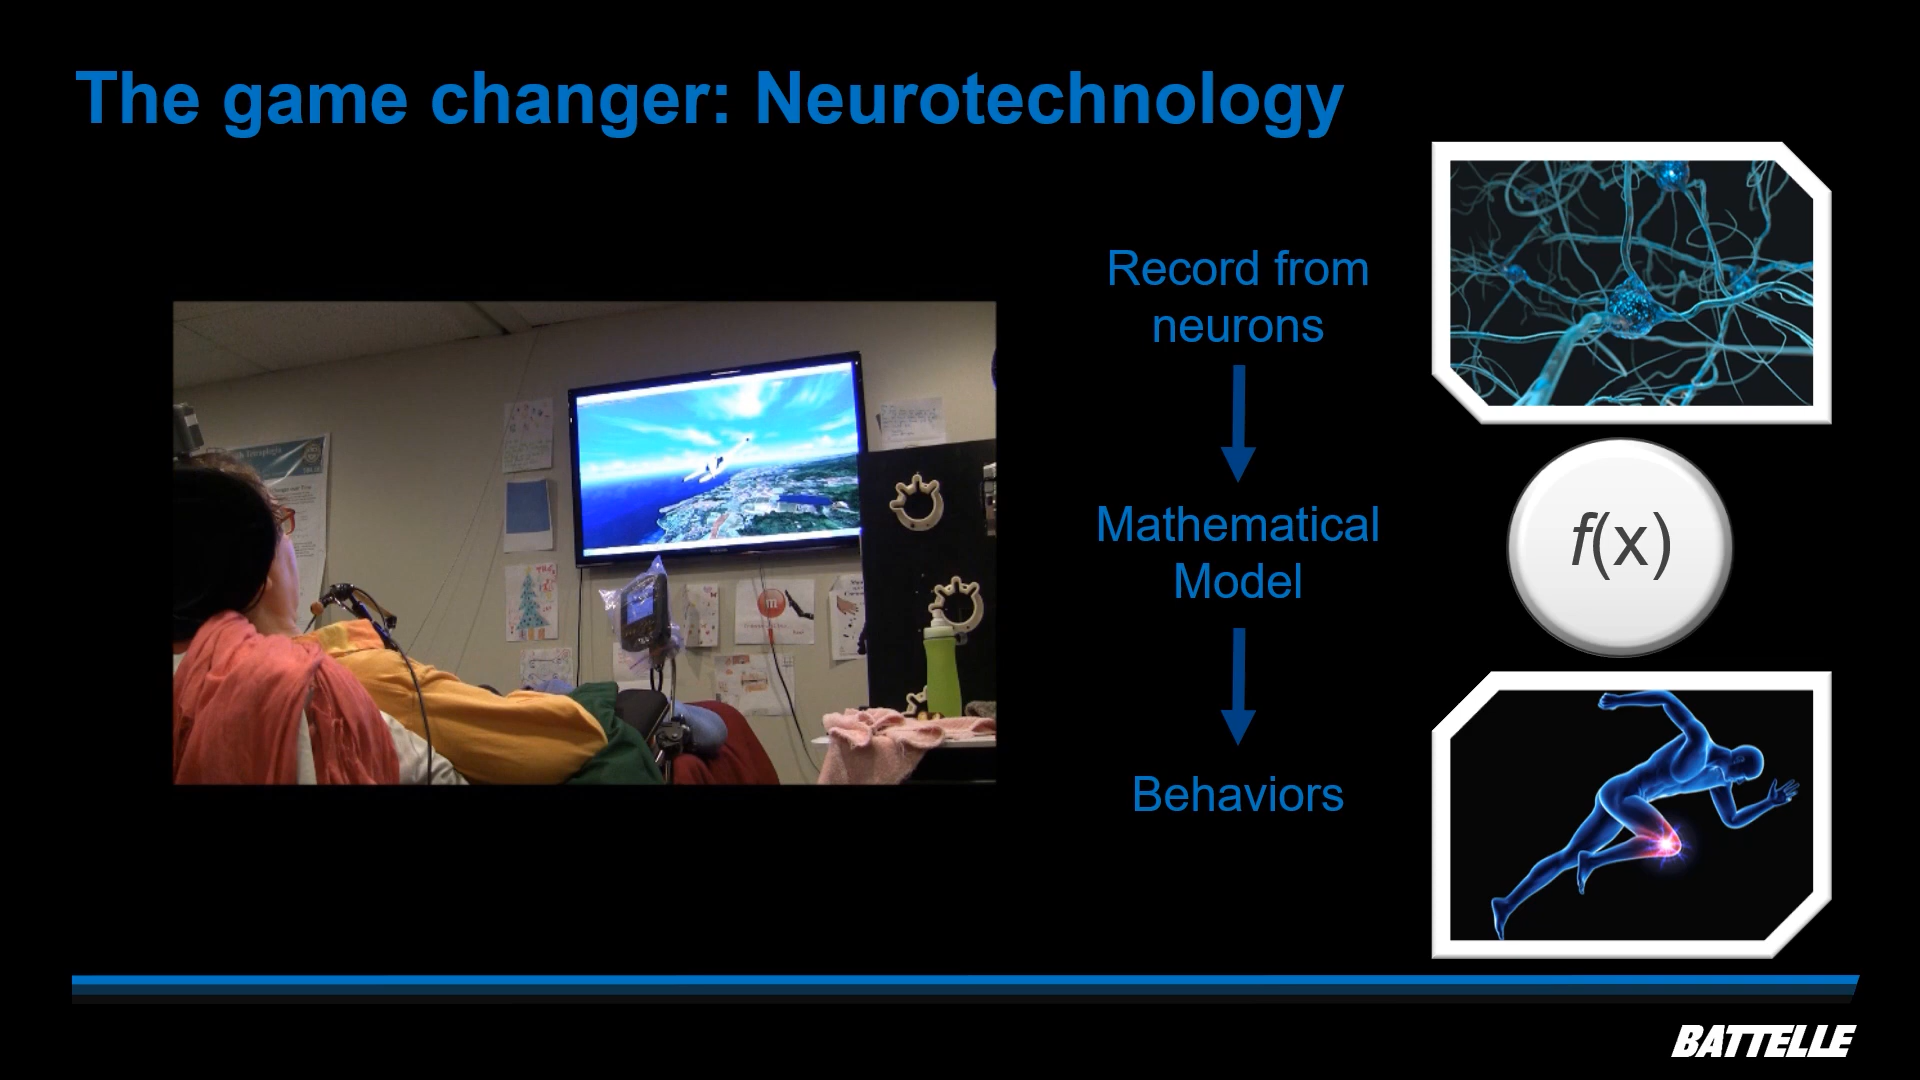 The game changer: Neurotechnology
Record from
neurons
Mathematical
Model
Behaviors
f(x)
m
BATTELLE